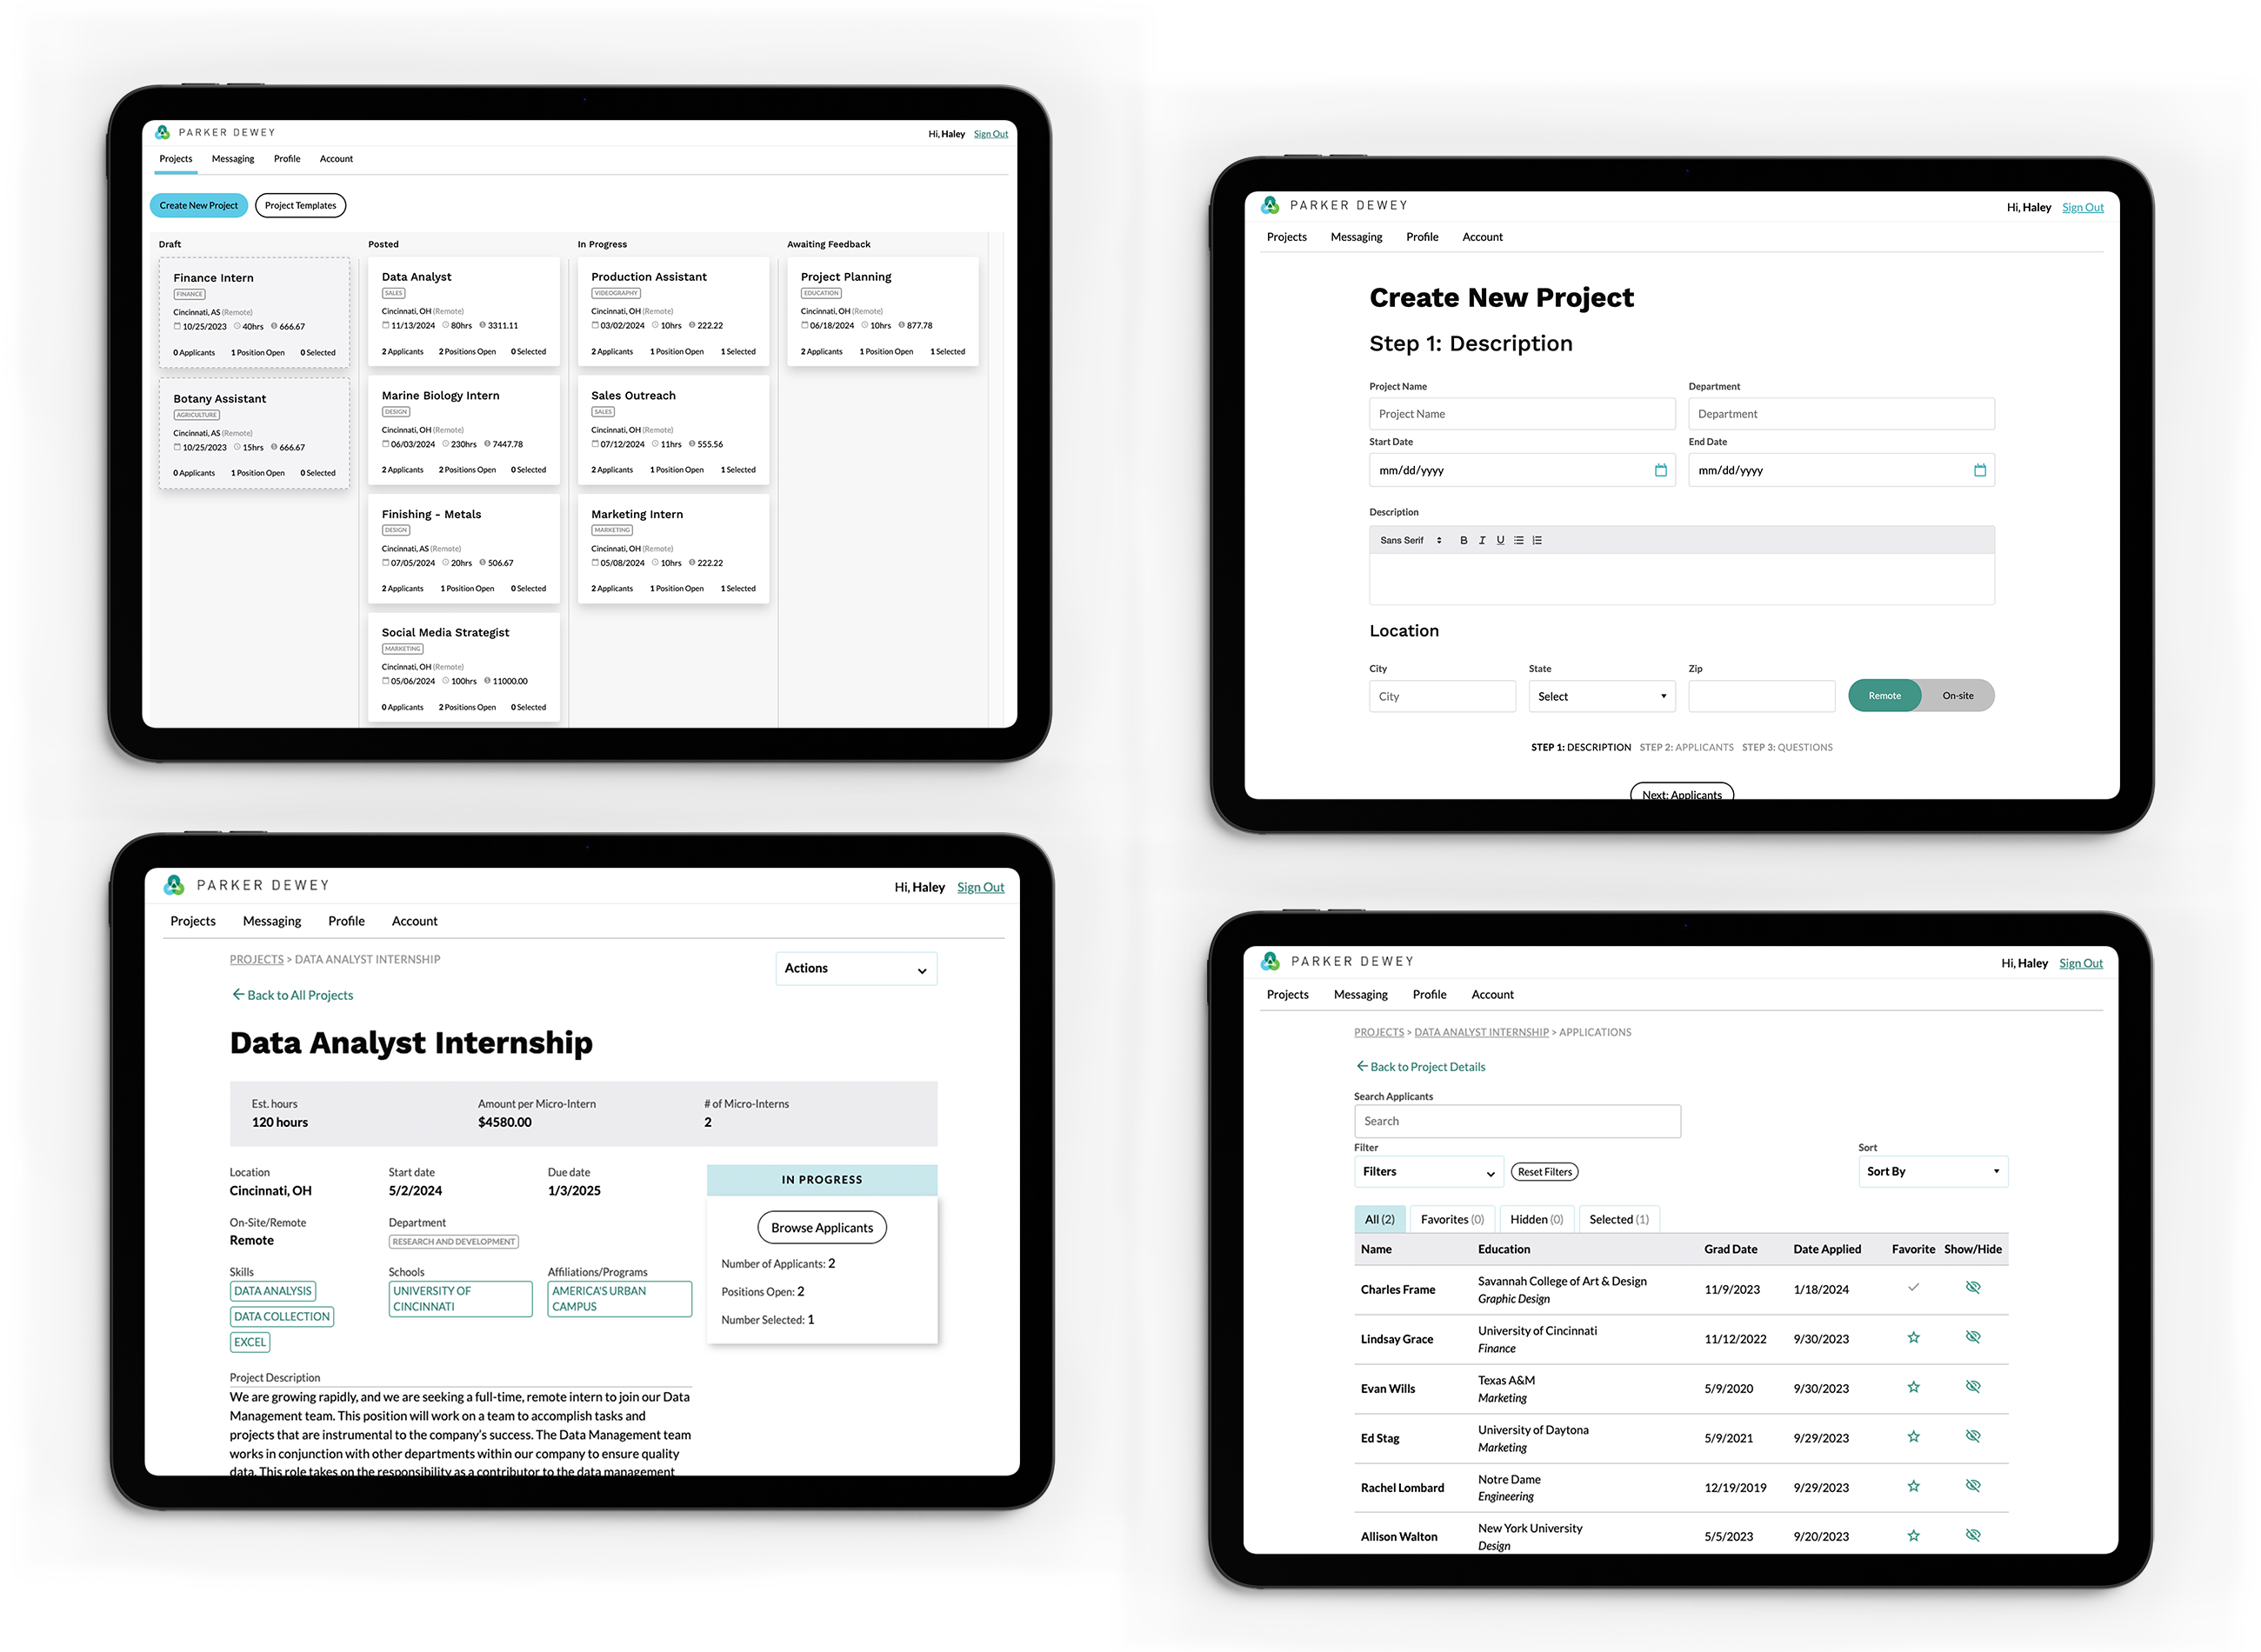 PARKER DEWEY
Hi, Haley Sign Out
Projects Messaging Profile Account
Create New Project Project Templates
Draft
Finance Intern
FINANCE
Cincinnati, AS (Remote)
10/25/2023 40hrs 666.67
0 Applicants 1 Position Open 0 Selected
Botany Assistant
AGRICULTURE
Cincinnati, AS (Remote)
10/25/2023 15hrs 666.67
0 Applicants 1 Position Open 0 Selected
Posted
Data Analyst
SALES
Cincinnati, OH (Remote)
11/13/2024 80hrs 3311.11
2 Applicants 2 Positions Open 0 Selected
Marine Biology Intern
DESIGN
Cincinnati, OH (Remote)
06/03/2024 230hrs 7447.78
2 Applicants 2 Positions Open 0 Selected
Finishing - Metals
DESIGN
Cincinnati, AS (Remote)
07/05/2024 20hrs 506.67
2 Applicants 1 Position Open 0 Selected
Social Media Strategist
MARKETING
Cincinnati, OH (Remote)
05/06/2024 100hrs 11000.00
0 Applicants 2 Positions Open 0 Selected
In Progress
Production Assistant
VIDEOGRAPHY
Cincinnati, OH (Remote)
03/02/2024 10hrs 222.22
2 Applicants 1 Position Open 1 Selected
Sales Outreach
SALES
Cincinnati, OH (Remote)
07/12/2024 11hrs 555.56
2 Applicants 1 Position Open 1 Selected
Marketing Intern
MARKETING
Cincinnati, OH (Remote)
05/08/2024 10hrs 222.22
2 Applicants 1 Position Open 1 Selected
Awaiting Feedback
Project Planning
EDUCATION
Cincinnati, OH (Remote)
06/18/2024 10hrs 877.78
2 Applicants 1 Position Open 1 Selected
PARKER DEWEY
Hi, Haley Sign Out
Projects Messaging Profile Account
Create New Project
Step 1: Description
Project Name Department
Project Name Department
Start Date End Date
mm/dd/yyyy mm/dd/yyyy
Description
Sans Serif B I U
Location
City State Zip
City Select Remote On-site
STEP 1: DESCRIPTION STEP 2: APPLICANTS STEP 3: QUESTIONS
Next: Applicants
PARKER DEWEY
Hi, Haley Sign Out
Projects Messaging Profile Account
PROJECTS > DATA ANALYST INTERNSHIP
Actions
Back to All Projects
Data Analyst Internship
Est. hours Amount per Micro-Intern # of Micro-Interns
120 hours $4580.00 2
Location Start date Due date
Cincinnati, OH 5/2/2024 1/3/2025
On-Site/Remote Department
Remote RESEARCH AND DEVELOPMENT
Skills Schools Affiliations/Programs
DATA ANALYSIS
DATA COLLECTION
EXCEL
UNIVERSITY OF
CINCINNATI
AMERICA'S URBAN
CAMPUS
IN PROGRESS
Browse Applicants
Number of Applicants: 2
Positions Open: 2
Number Selected: 1
Project Description
We are growing rapidly, and we are seeking a full-time, remote intern to join our Data
Management team. This position will work on a team to accomplish tasks and
projects that are instrumental to the company's success. The Data Management team
works in conjunction with other departments within our company to ensure quality
data. This role takes on the responsibility as a contributor to the data management
PARKER DEWEY
Hi, Haley Sign Out
Projects Messaging Profile Account
PROJECTS > DATA ANALYST INTERNSHIP > APPLICATIONS
Back to Project Details
Search Applicants
Search
Filter Sort
Filters Reset Filters Sort By
All (2) Favorites (0) Hidden (0) Selected (1)
Name Education Grad Date Date Applied Favorite Show/Hide
Charles Frame Savannah College of Art & Design 11/9/2023 1/18/2024
Graphic Design
Lindsay Grace University of Cincinnati 11/12/2022 9/30/2023
Finance
Evan Wills Texas A&M 5/9/2020 9/30/2023
Marketing
Ed Stag University of Daytona 5/9/2021 9/29/2023
Marketing
Rachel Lombard Notre Dame 12/19/2019 9/29/2023
Engineering
Allison Walton New York University 5/5/2023 9/20/2023
Design